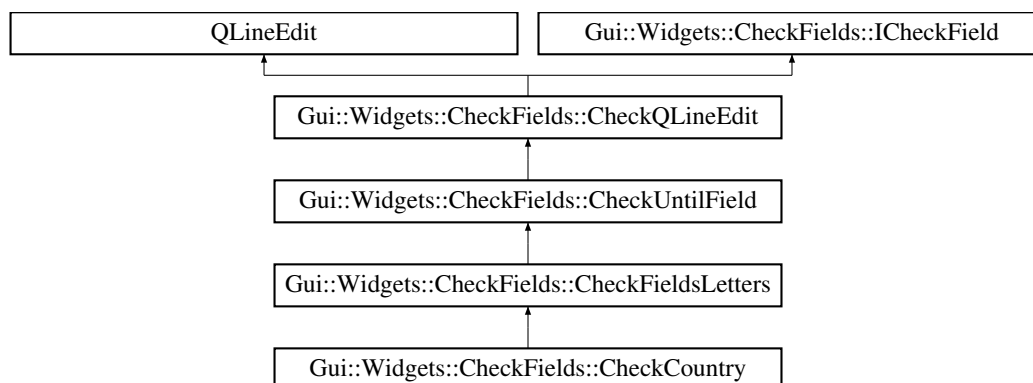 QLineEdit
Gui::Widgets::CheckFields::ICheckField
Gui::Widgets::CheckFields::CheckQLineEdit
Gui::Widgets::CheckFields::CheckUntilField
Gui::Widgets::CheckFields::CheckFieldsLetters
Gui::Widgets::CheckFields::CheckCountry